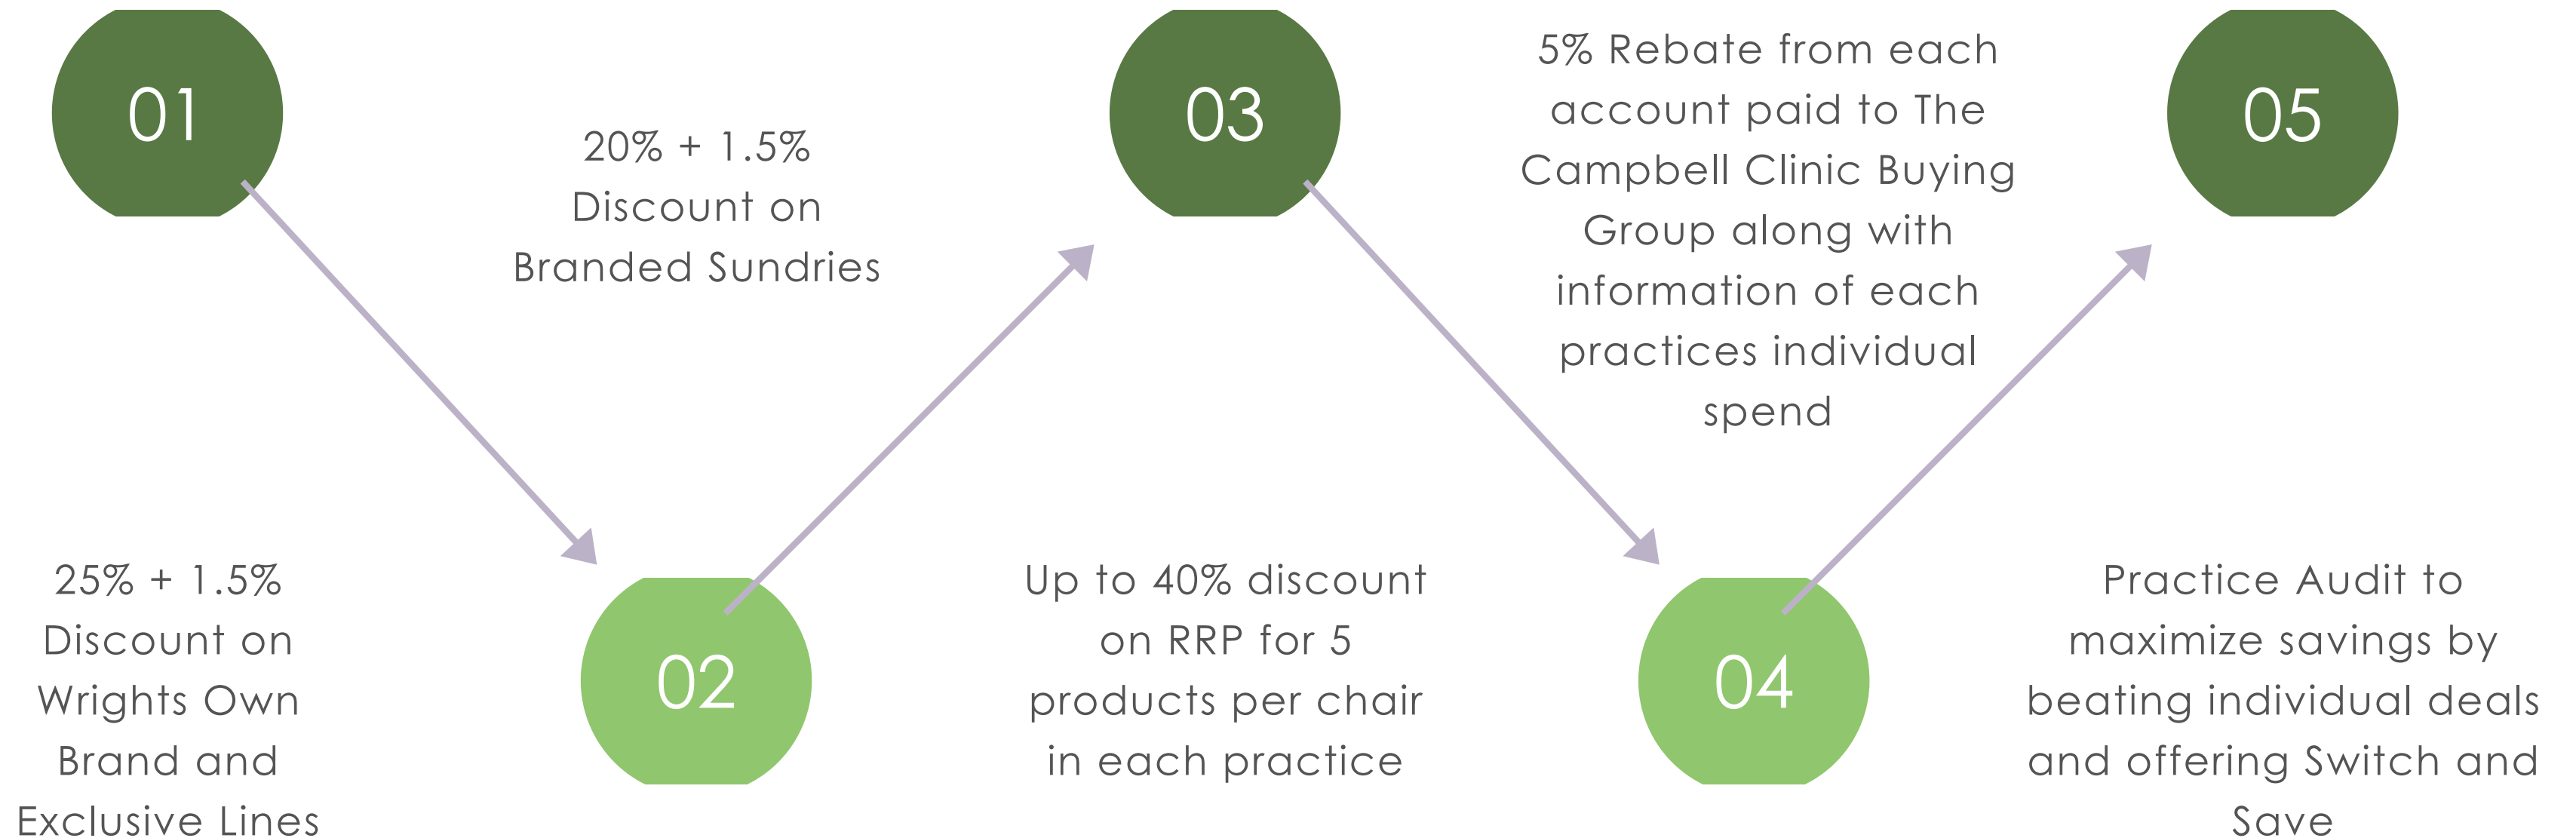 01
25% + 1.5%
Discount on
Wrights Own
Brand and
Exclusive Lines
20% + 1.5%
Discount on
Branded Sundries
02
03
Up to 40% discount
on RRP for 5
products per chair
in each practice
5% Rebate from each
account paid to The
Campbell Clinic Buying
Group along with
information of each
practices individual
spend
04
05
Practice Audit to
maximize savings by
beating individual deals
and offering Switch and
Save